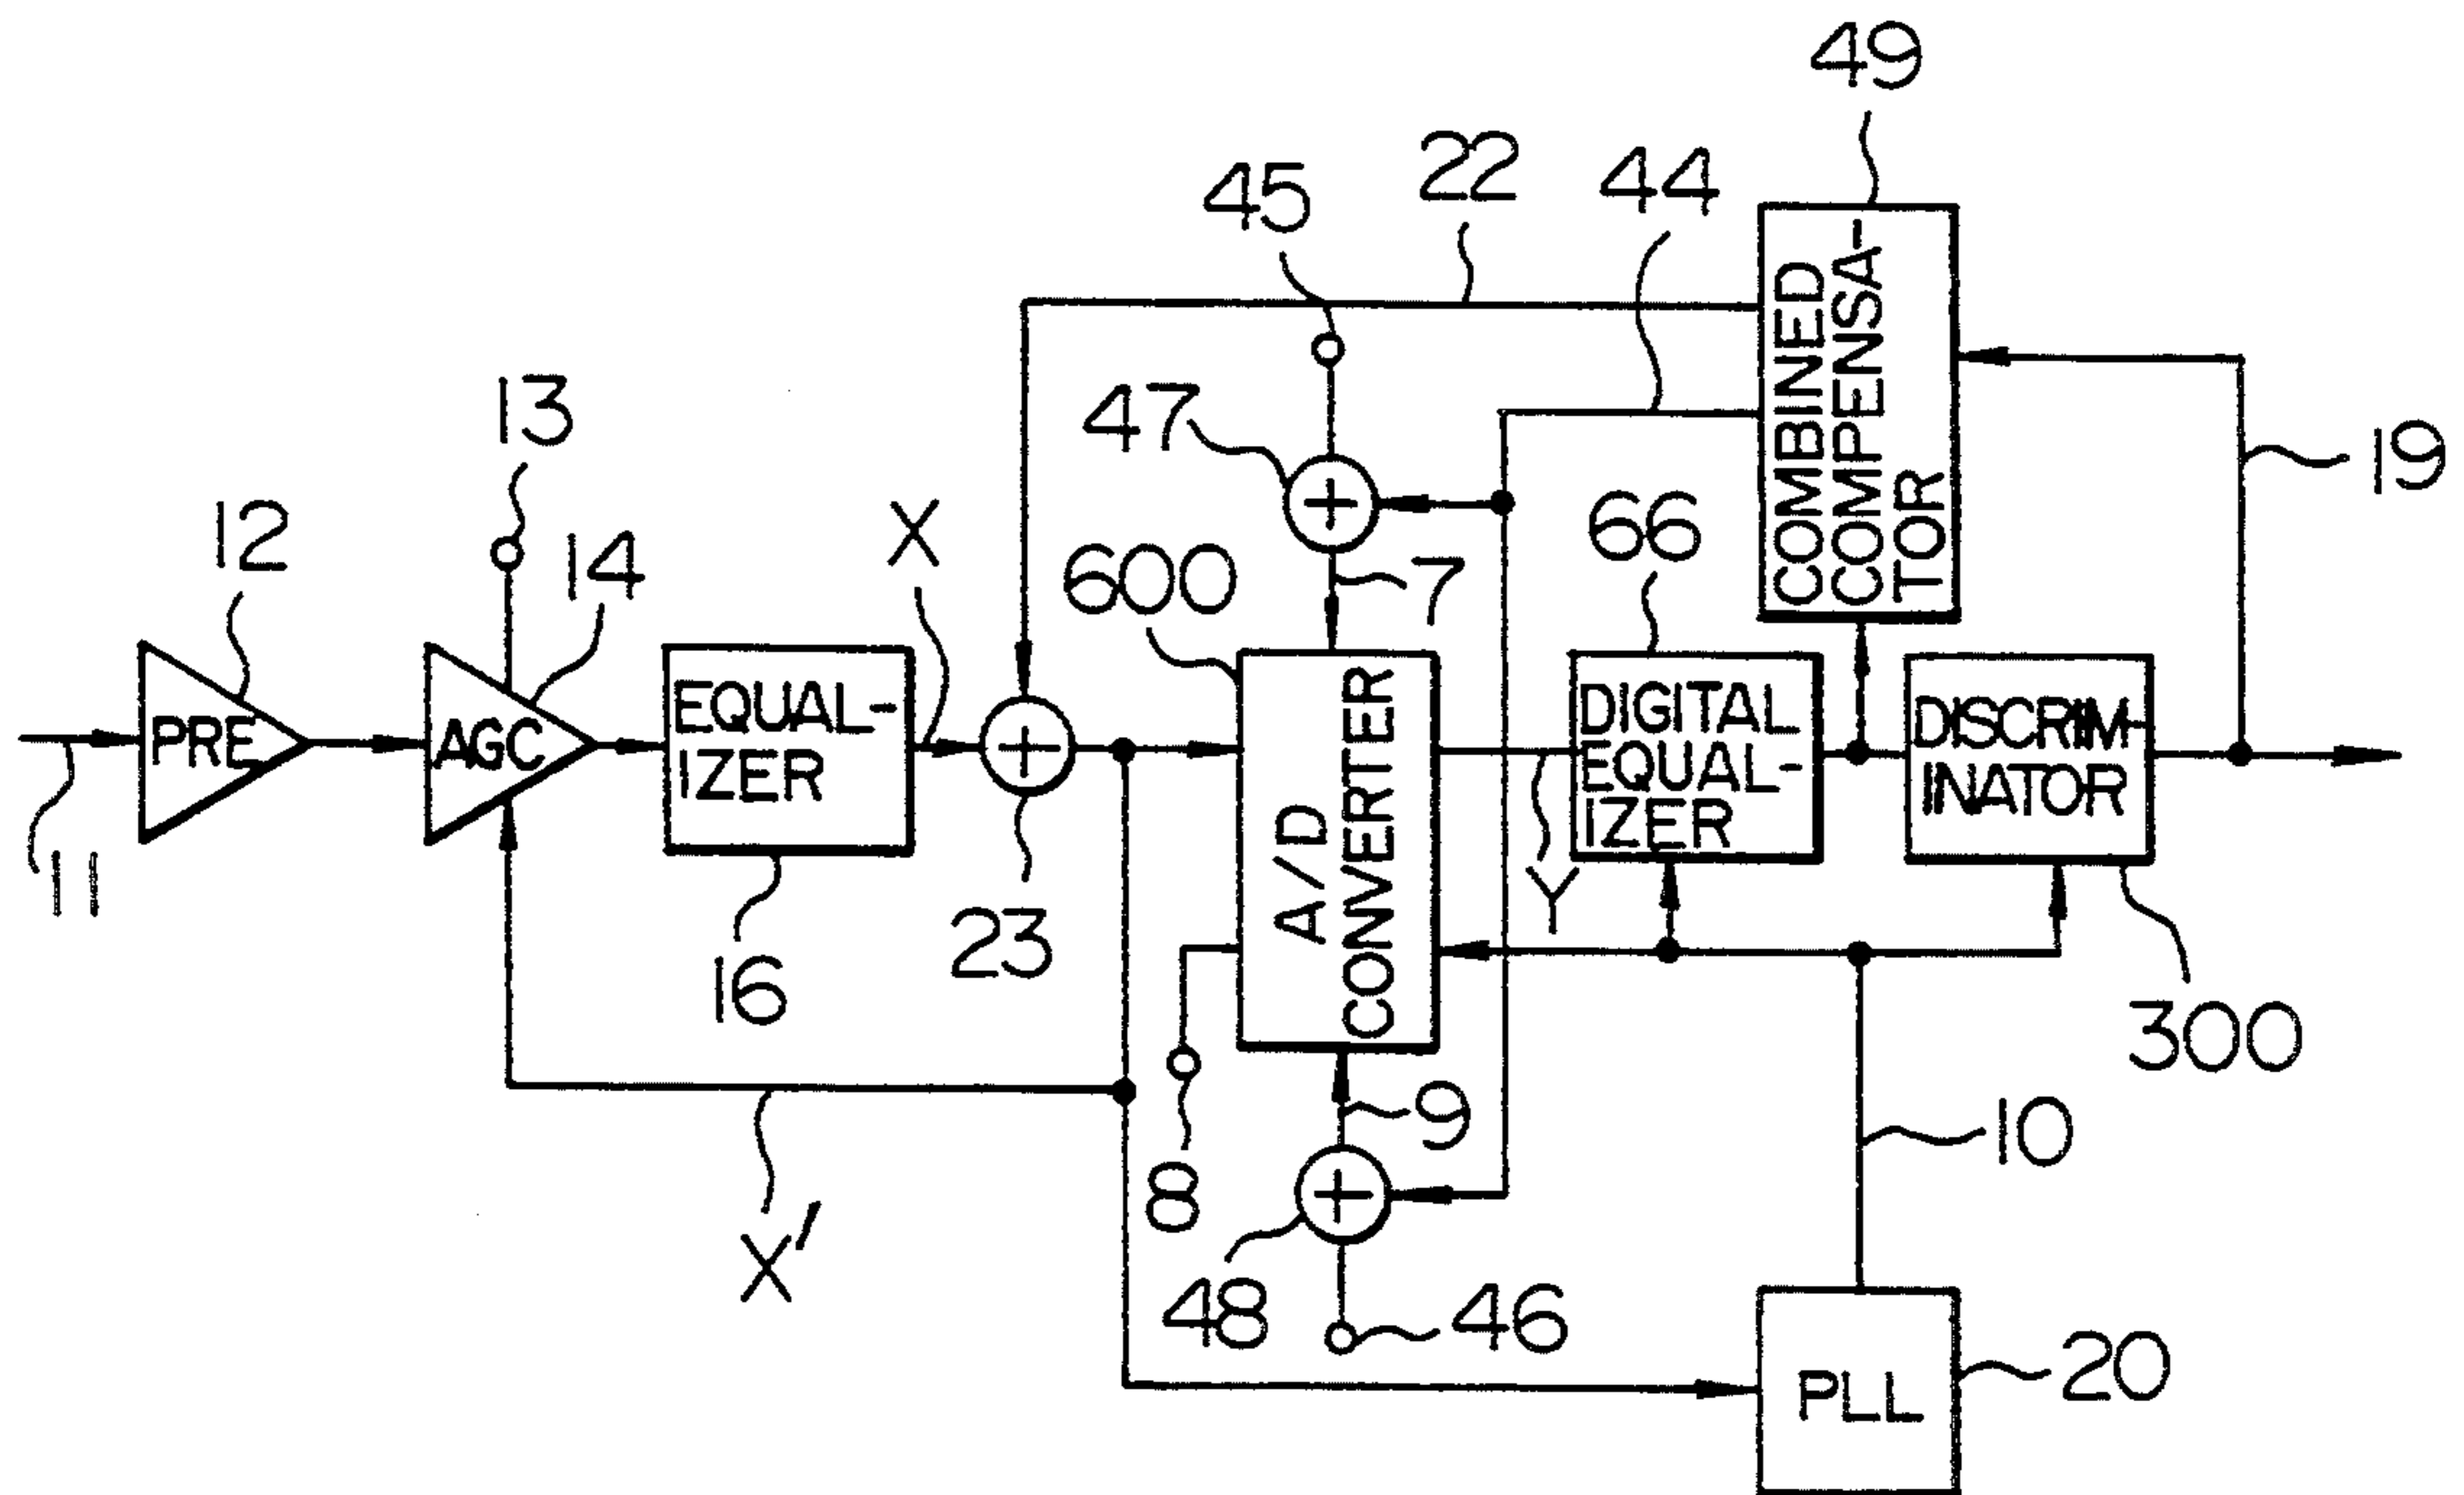 49
22
45
44
COMBINED
COMPENSA-
TOR
13
47
19
12
X
66
14
600
7
PRE
AGC
EQUAL-
IZER
+
+
A/D
CONVERTER
DIGITAL
EQUAL-
IZER
DISCRIM-
INATOR
11
16
23
Y
300
9
10
8
+
X'
48
46
PLL
20